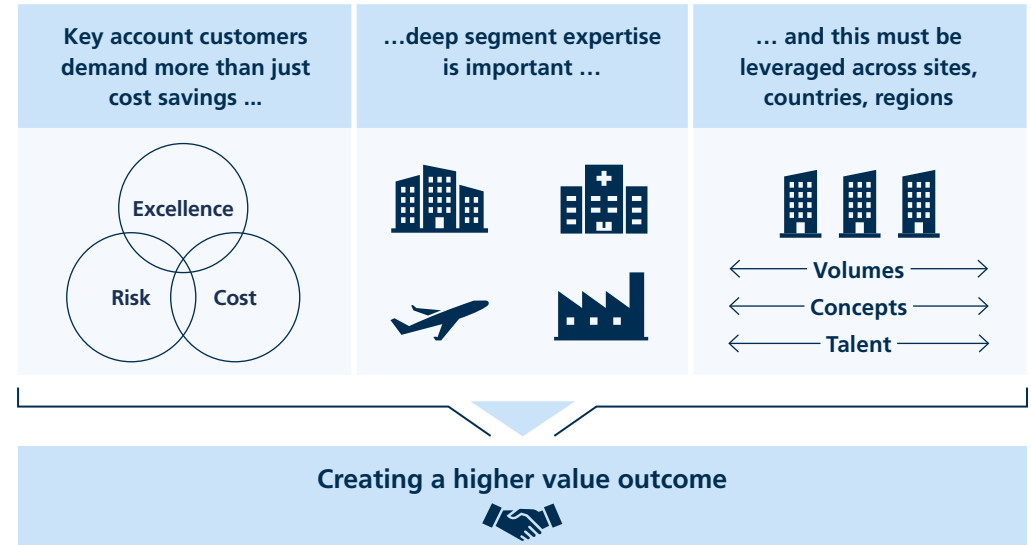 Key account customers
demand more than just
cost savings ...
…deep segment expertise
is important …
… and this must be
leveraged across sites,
countries, regions
Excellence
Risk
Cost
Volumes
Concepts
Talent
Creating a higher value outcome